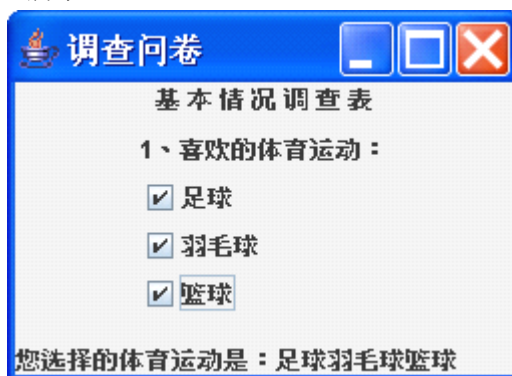 调查问卷
基本情况调查表
1、喜欢的体育运动：
足球
羽毛球
篮球
您选择的体育运动是：足球羽毛球篮球